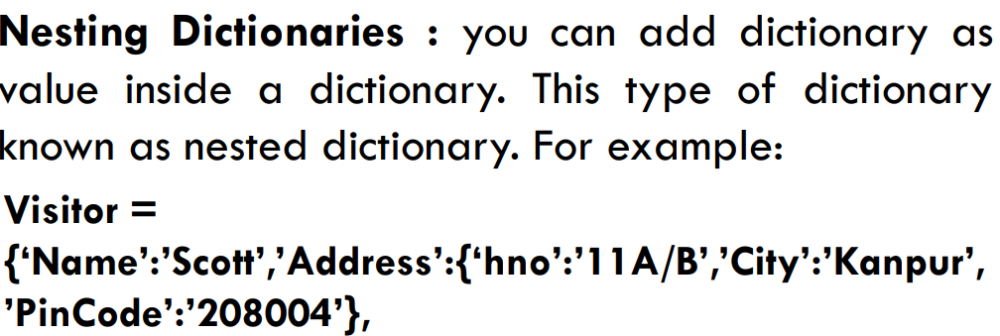 Nesting Dictionaries : you can add dictionary as
value inside a dictionary. This type of dictionary
known as nested dictionary. For example:
Visitor =
{‘Name’:’Scott’,’Address’:{‘hno’:’11A/B’,’City’:’Kanpur’,
’PinCode’:’208004’},